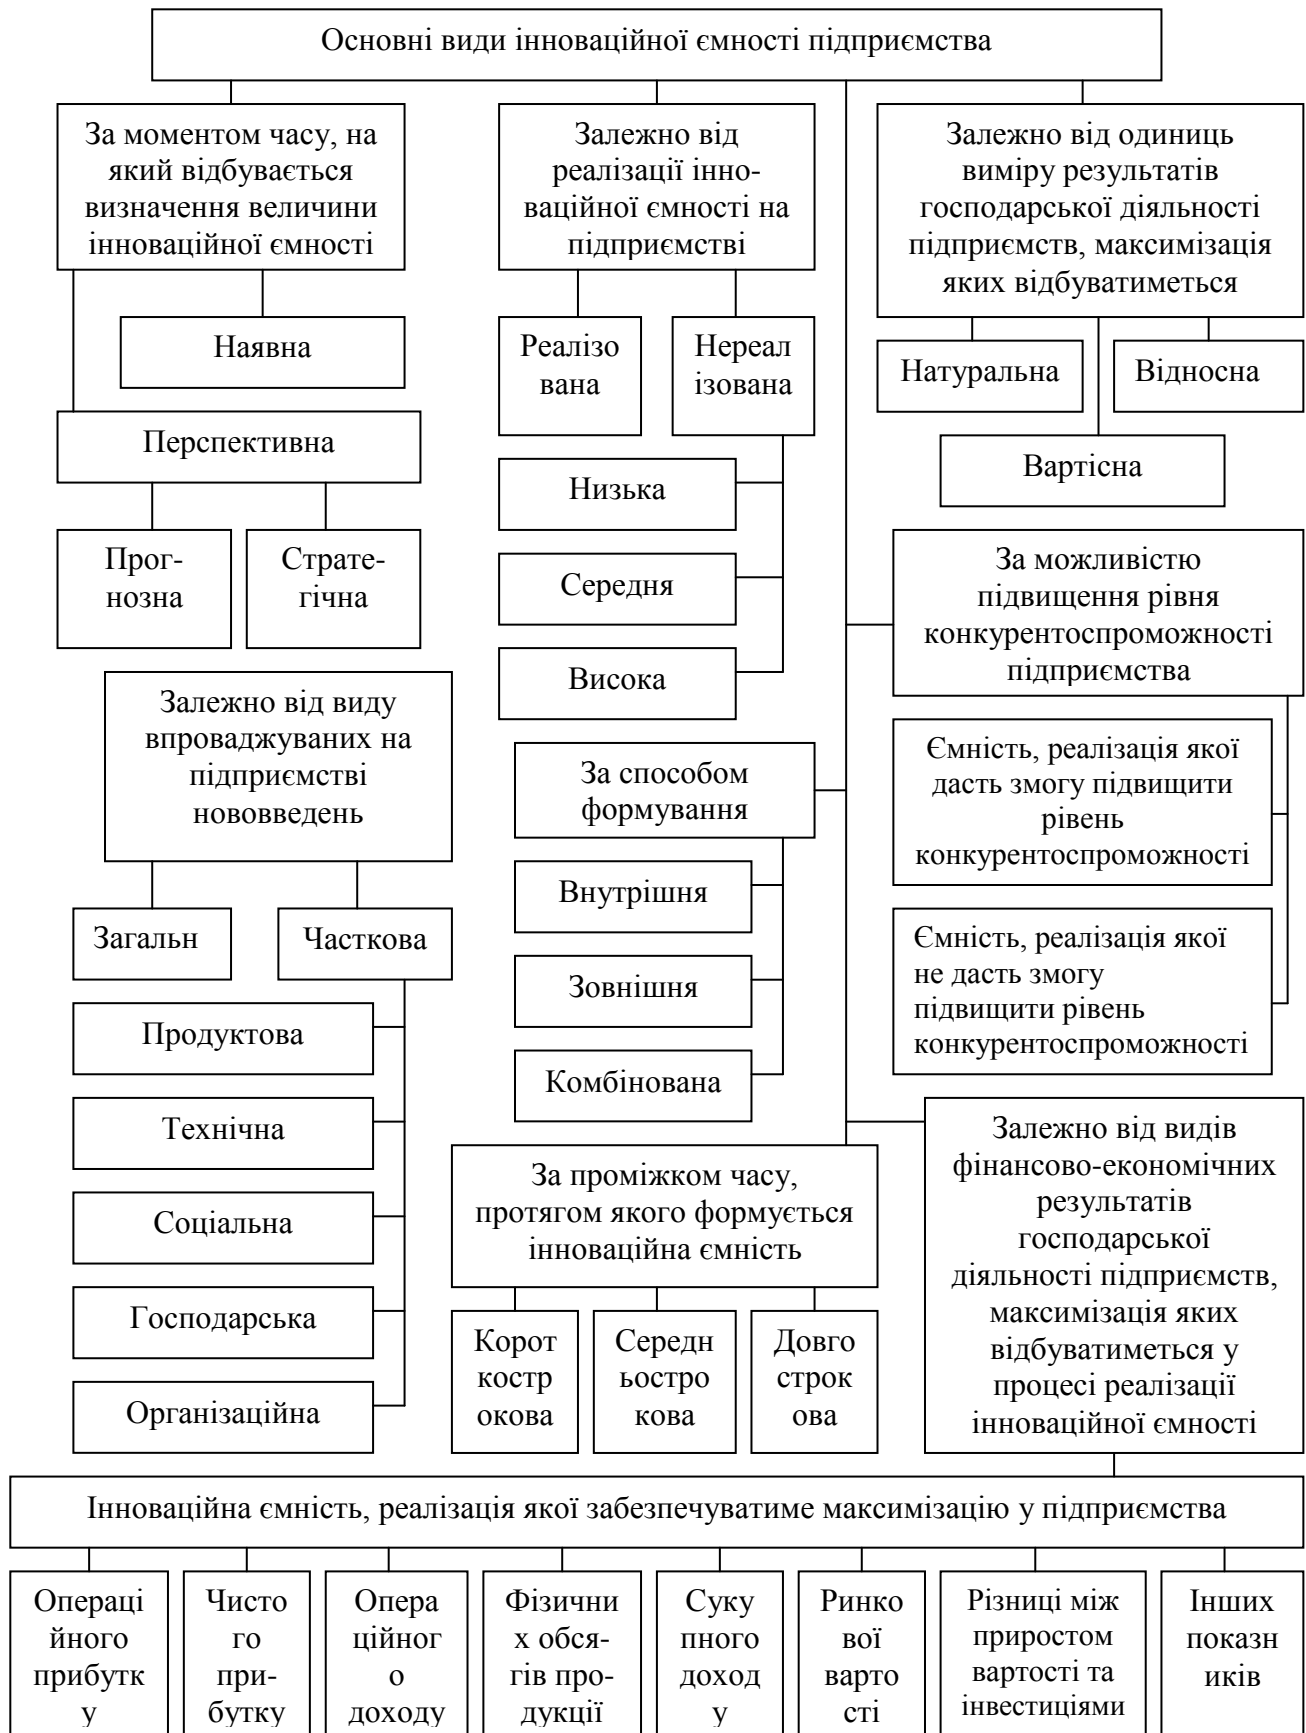 Основні види інноваційної ємності підприємства
За моментом часу, на
який відбувається
визначення величини
інноваційної ємності
Наявна
Перспективна
Прог-
нозна
Страте-
гічна
Залежно від
реалізації інно-
ваційної ємності на
підприємстві
Реалізо
вана
Нереал
ізована
Низька
Середня
Висока
Залежно від одиниць
виміру результатів
господарської діяльності
підприємств, максимізація
яких відбуватиметься
Натуральна
Відносна
Вартісна
За можливістю
підвищення рівня
конкурентоспроможності
підприємства
Ємність, реалізація якої
дасть змогу підвищити
рівень
конкурентоспроможності
Ємність, реалізація якої
не дасть змогу
підвищити рівень
конкурентоспроможності
Залежно від виду
впроваджуваних на
підприємстві
нововведень
Загальн
Часткова
Продуктова
Технічна
Соціальна
Господарська
Організаційна
За способом
формування
Внутрішня
Зовнішня
Комбінована
За проміжком часу,
протягом якого формується
інноваційна ємність
Корот
костр
окова
Середн
ьостро
кова
Довго
строк
ова
Залежно від видів
фінансово-економічних
результатів
господарської
діяльності підприємств,
максимізація яких
відбуватиметься у
процесі реалізації
інноваційної ємності
Інноваційна ємність, реалізація якої забезпечуватиме максимізацію у підприємства
Операці
йного
прибутк
у
Чисто
го
при-
бутку
Опера
ційног
о
доходу
Фізични
х обся-
гів про-
дукції
Суку
пного
доход
у
Ринко
вої
варто
сті
Різниці між
приростом
вартості та
інвестиціями
Інших
показн
иків